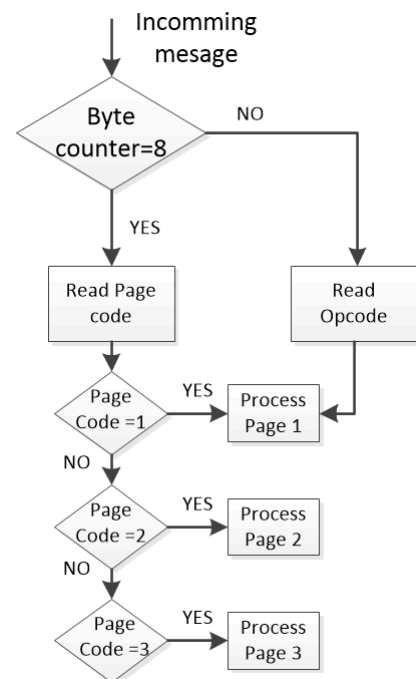 Incomming
mesage
Byte
counter=8
NO
YES
Read Page
code
Read
Opcode
Page
Code =1
YES
Process
Page 1
NO
Page
Code =2
YES
Process
Page 2
NO
Page
Code =3
YES
Process
Page 3